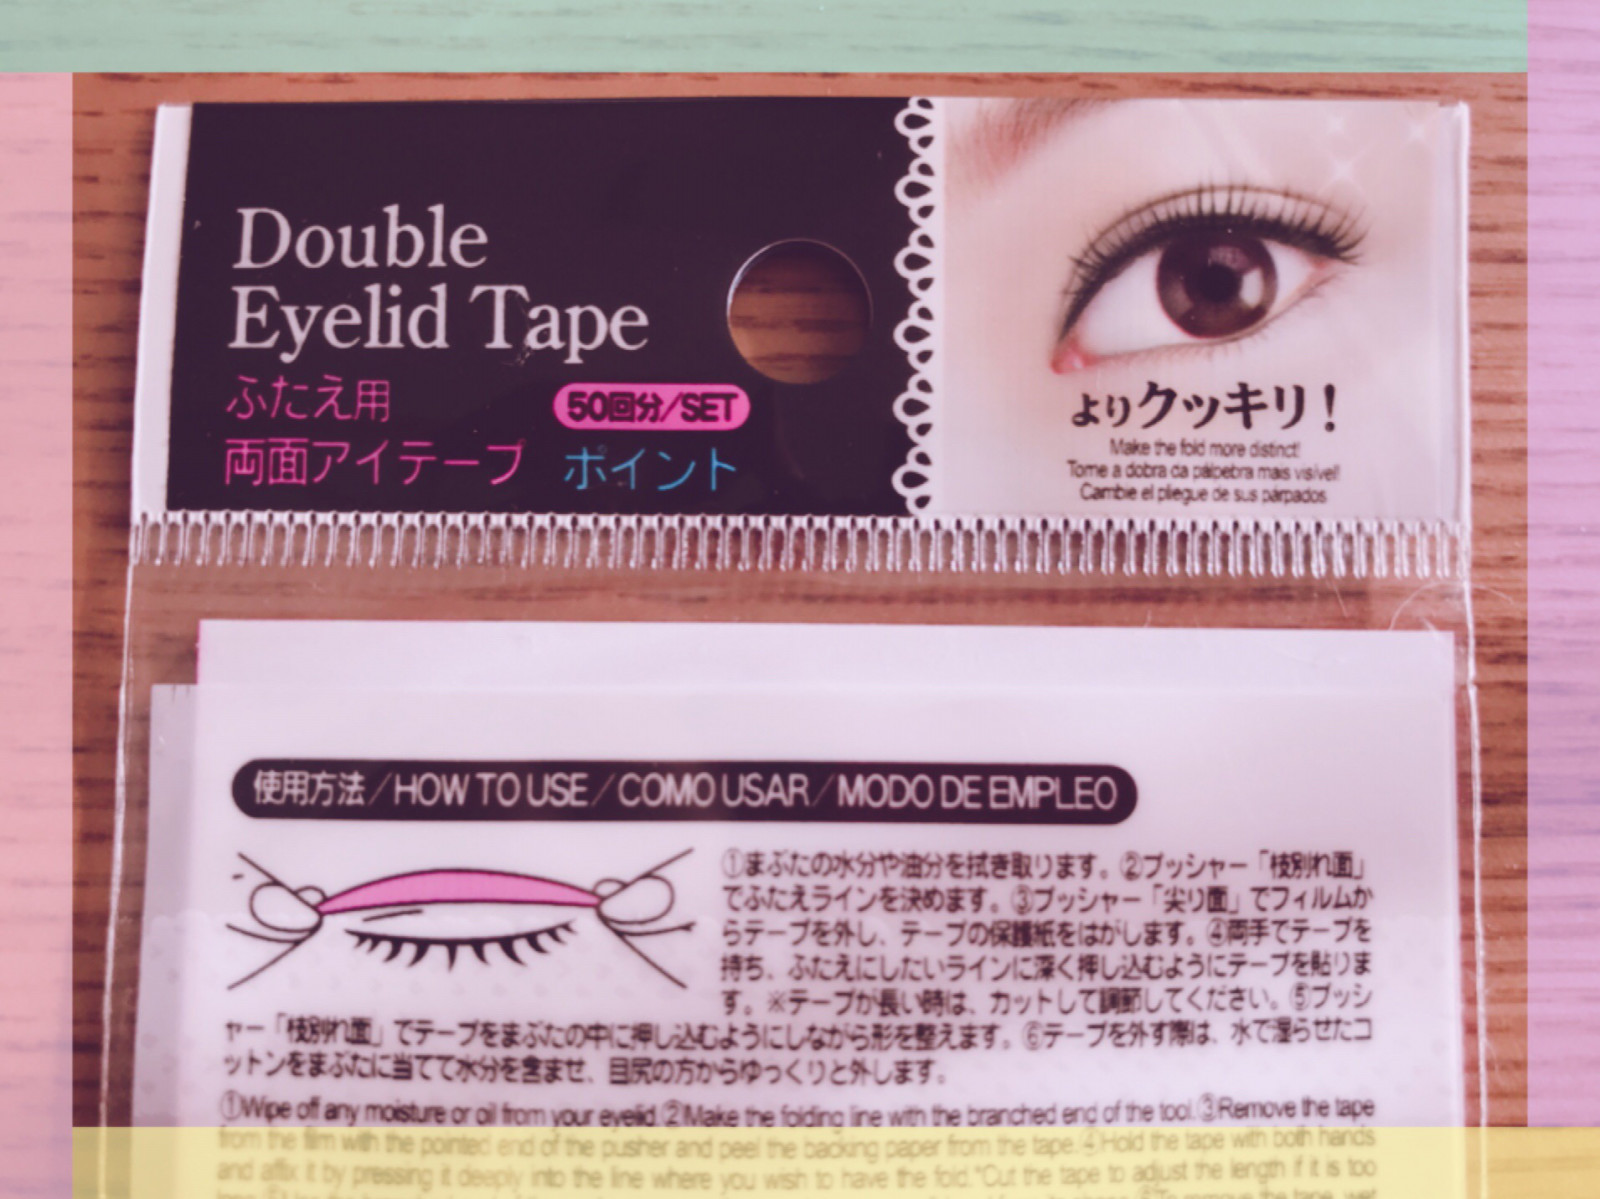 Double
Eyelid Tape
ふたえ用
50回分/SET
両面アイテープ
ポイント
よりクッキリ！
Make the fold more distinct!
Torne a dobra da pálpebra mais visível!
Cambie el pliegue de sus párpados
使用方法/HOW TO USE/COMO USAR/MODO DE EMPLEO
①まぶたの水分や油分を拭き取ります。②プッシャー「枝別れ面」
でふたえラインを決めます。③プッシャー「尖り面」でフィルムか
らテープを外し、テープの保護紙をはがします。④両手でテープを
持ち、ふたえにしたいラインに深く押し込むようにテープを貼りま
す。※テープが長い時は、カットして調節してください。⑤プッシ
ャー「枝別れ面」でテープをまぶたの中に押し込むようにしながら形を整えます。⑥テープを外す際は、水で湿らせたコ
ットンをまぶたに当てて水分を含ませ、目尻の方からゆっくりと外します。
①Wipe off any moisture or oil from your eyelid.②Make the folding line with the branched end of the tool.③Remove the tape
from the film with the pointed end of the pusher and peel the backing paper from the tape.④Hold the tape with both hands
and affix it by pressing it deeply into the line where you wish to have the fold.*Cut the tape to adjust the length if it is too